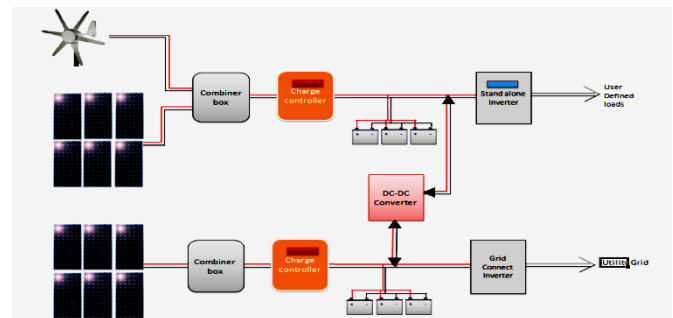 Combiner
box
Charge
controller
Stand alone
Inverter
User
Defined
loads
DC-DC
Converter
Combiner
box
Charge
controller
Grid
Connect
Inverter
Utility Grid